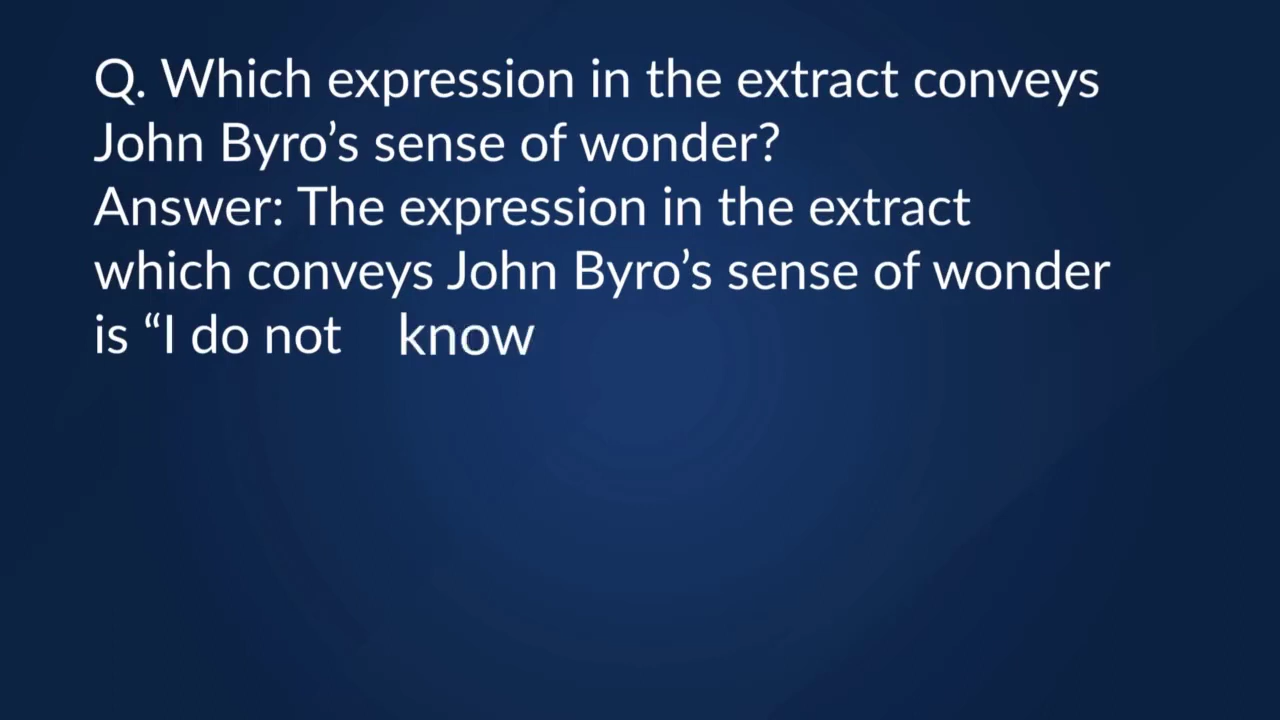 Q. Which expression in the extract conveys
John Byro’s sense of wonder?
Answer: The expression in the extract
which conveys John Byro’s sense of wonder
is “I do not know